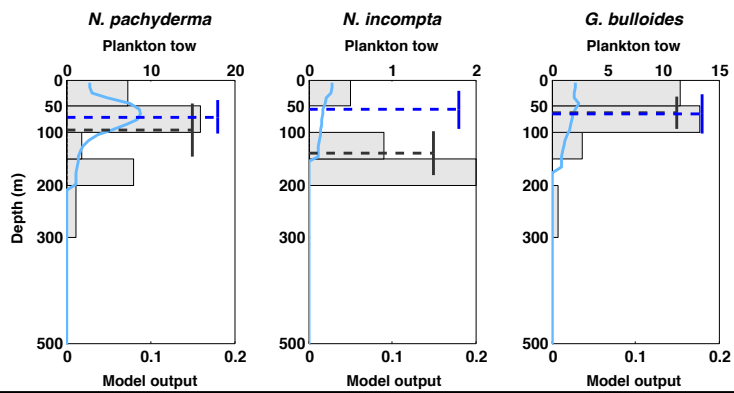 N. pachyderma N. incompta G. bulloides
Plankton tow Plankton tow Plankton tow
0 10 20 0 1 2 0 5 10 15
0 0 0
50 50 50
100 100 100
200 200 200
300 300 300
500 500 500
Depth (m)
0 0.1 0.2 0 0.1 0.2 0 0.1 0.2
Model output Model output Model output